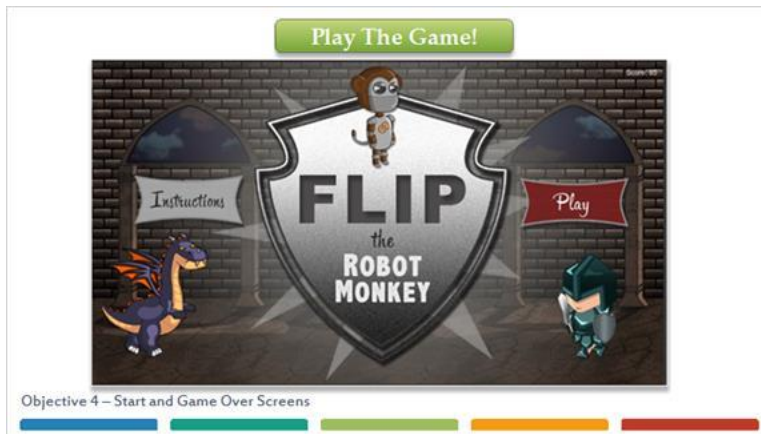 Play The Game!
Instructions
FLIP
the
ROBOT
MONKEY
Play
Objective 4 – Start and Game Over Screens